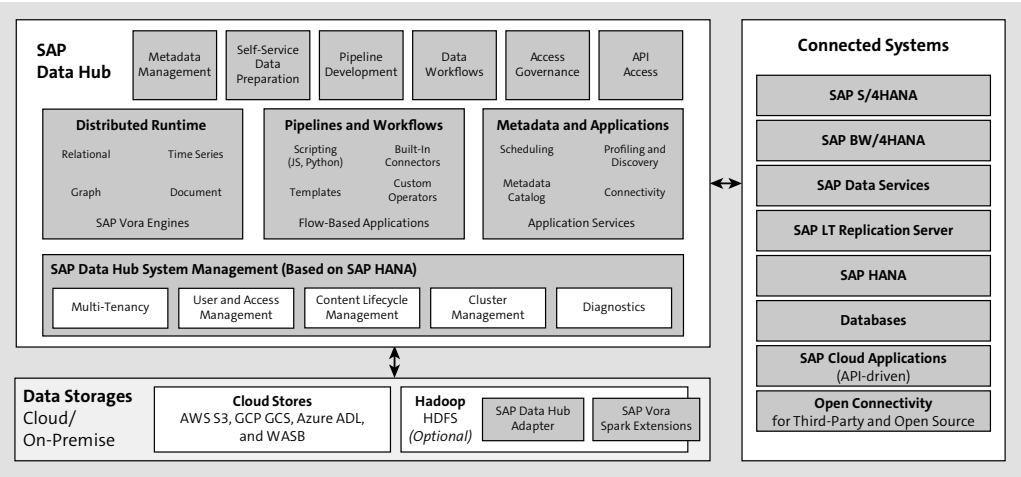 SAP
Data Hub
Metadata
Management
Self-Service
Data
Preparation
Pipeline
Development
Data
Workflows
Access
Governance
API
Access
Distributed Runtime
Relational
Time Series
Graph
Document
SAP Vora Engines
Pipelines and Workflows
Scripting
(JS, Python)
Built-In
Connectors
Templates
Custom
Operators
Flow-Based Applications
Metadata and Applications
Scheduling
Profiling and
Discovery
Metadata
Catalog
Connectivity
Application Services
SAP Data Hub System Management (Based on SAP HANA)
Multi-Tenancy
User and Access
Management
Content Lifecycle
Management
Cluster
Management
Diagnostics
Data Storages
Cloud/
On-Premise
Cloud Stores
AWS S3, GCP GCS, Azure ADL,
and WASB
Hadoop
HDFS
(Optional)
SAP Data Hub
Adapter
SAP Vora
Spark Extensions
Connected Systems
SAP S/4HANA
SAP BW/4HANA
SAP Data Services
SAP LT Replication Server
SAP HANA
Databases
SAP Cloud Applications
(API-driven)
Open Connectivity
for Third-Party and Open Source